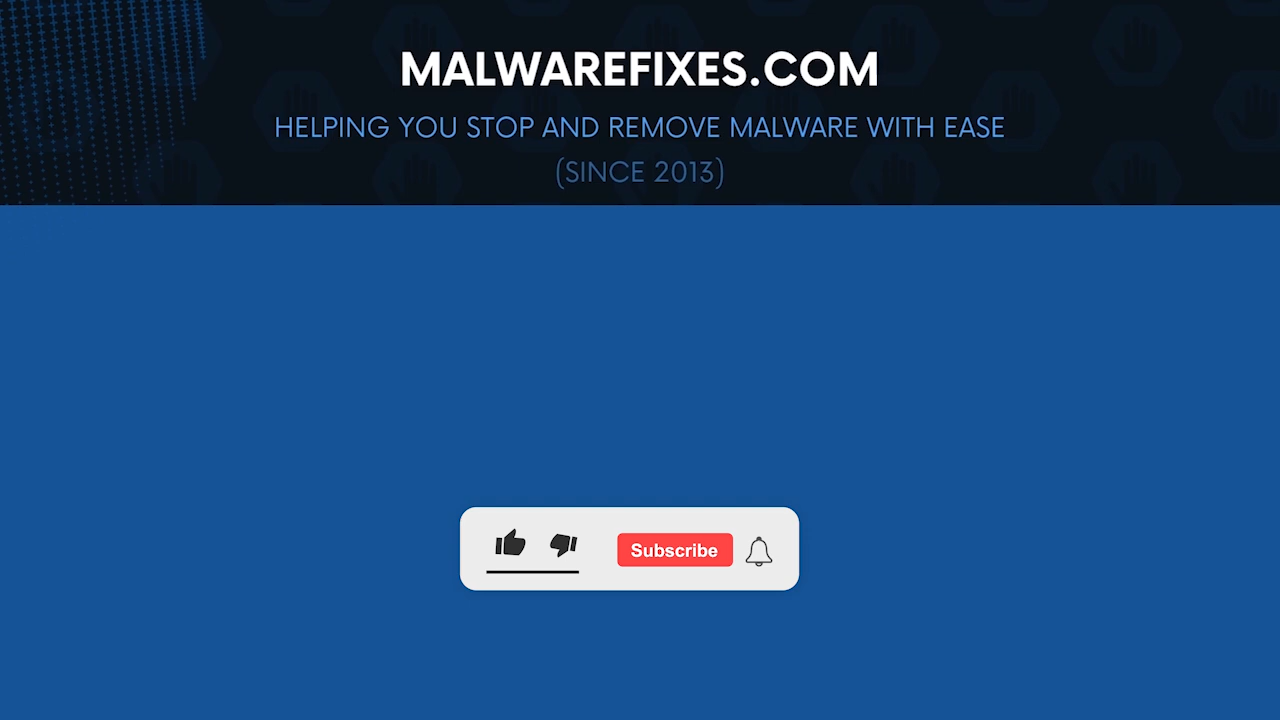 MALWAREFIXES.COM
HELPING YOU STOP AND REMOVE MALWARE WITH EASE
(SINCE 2013)
Subscribe